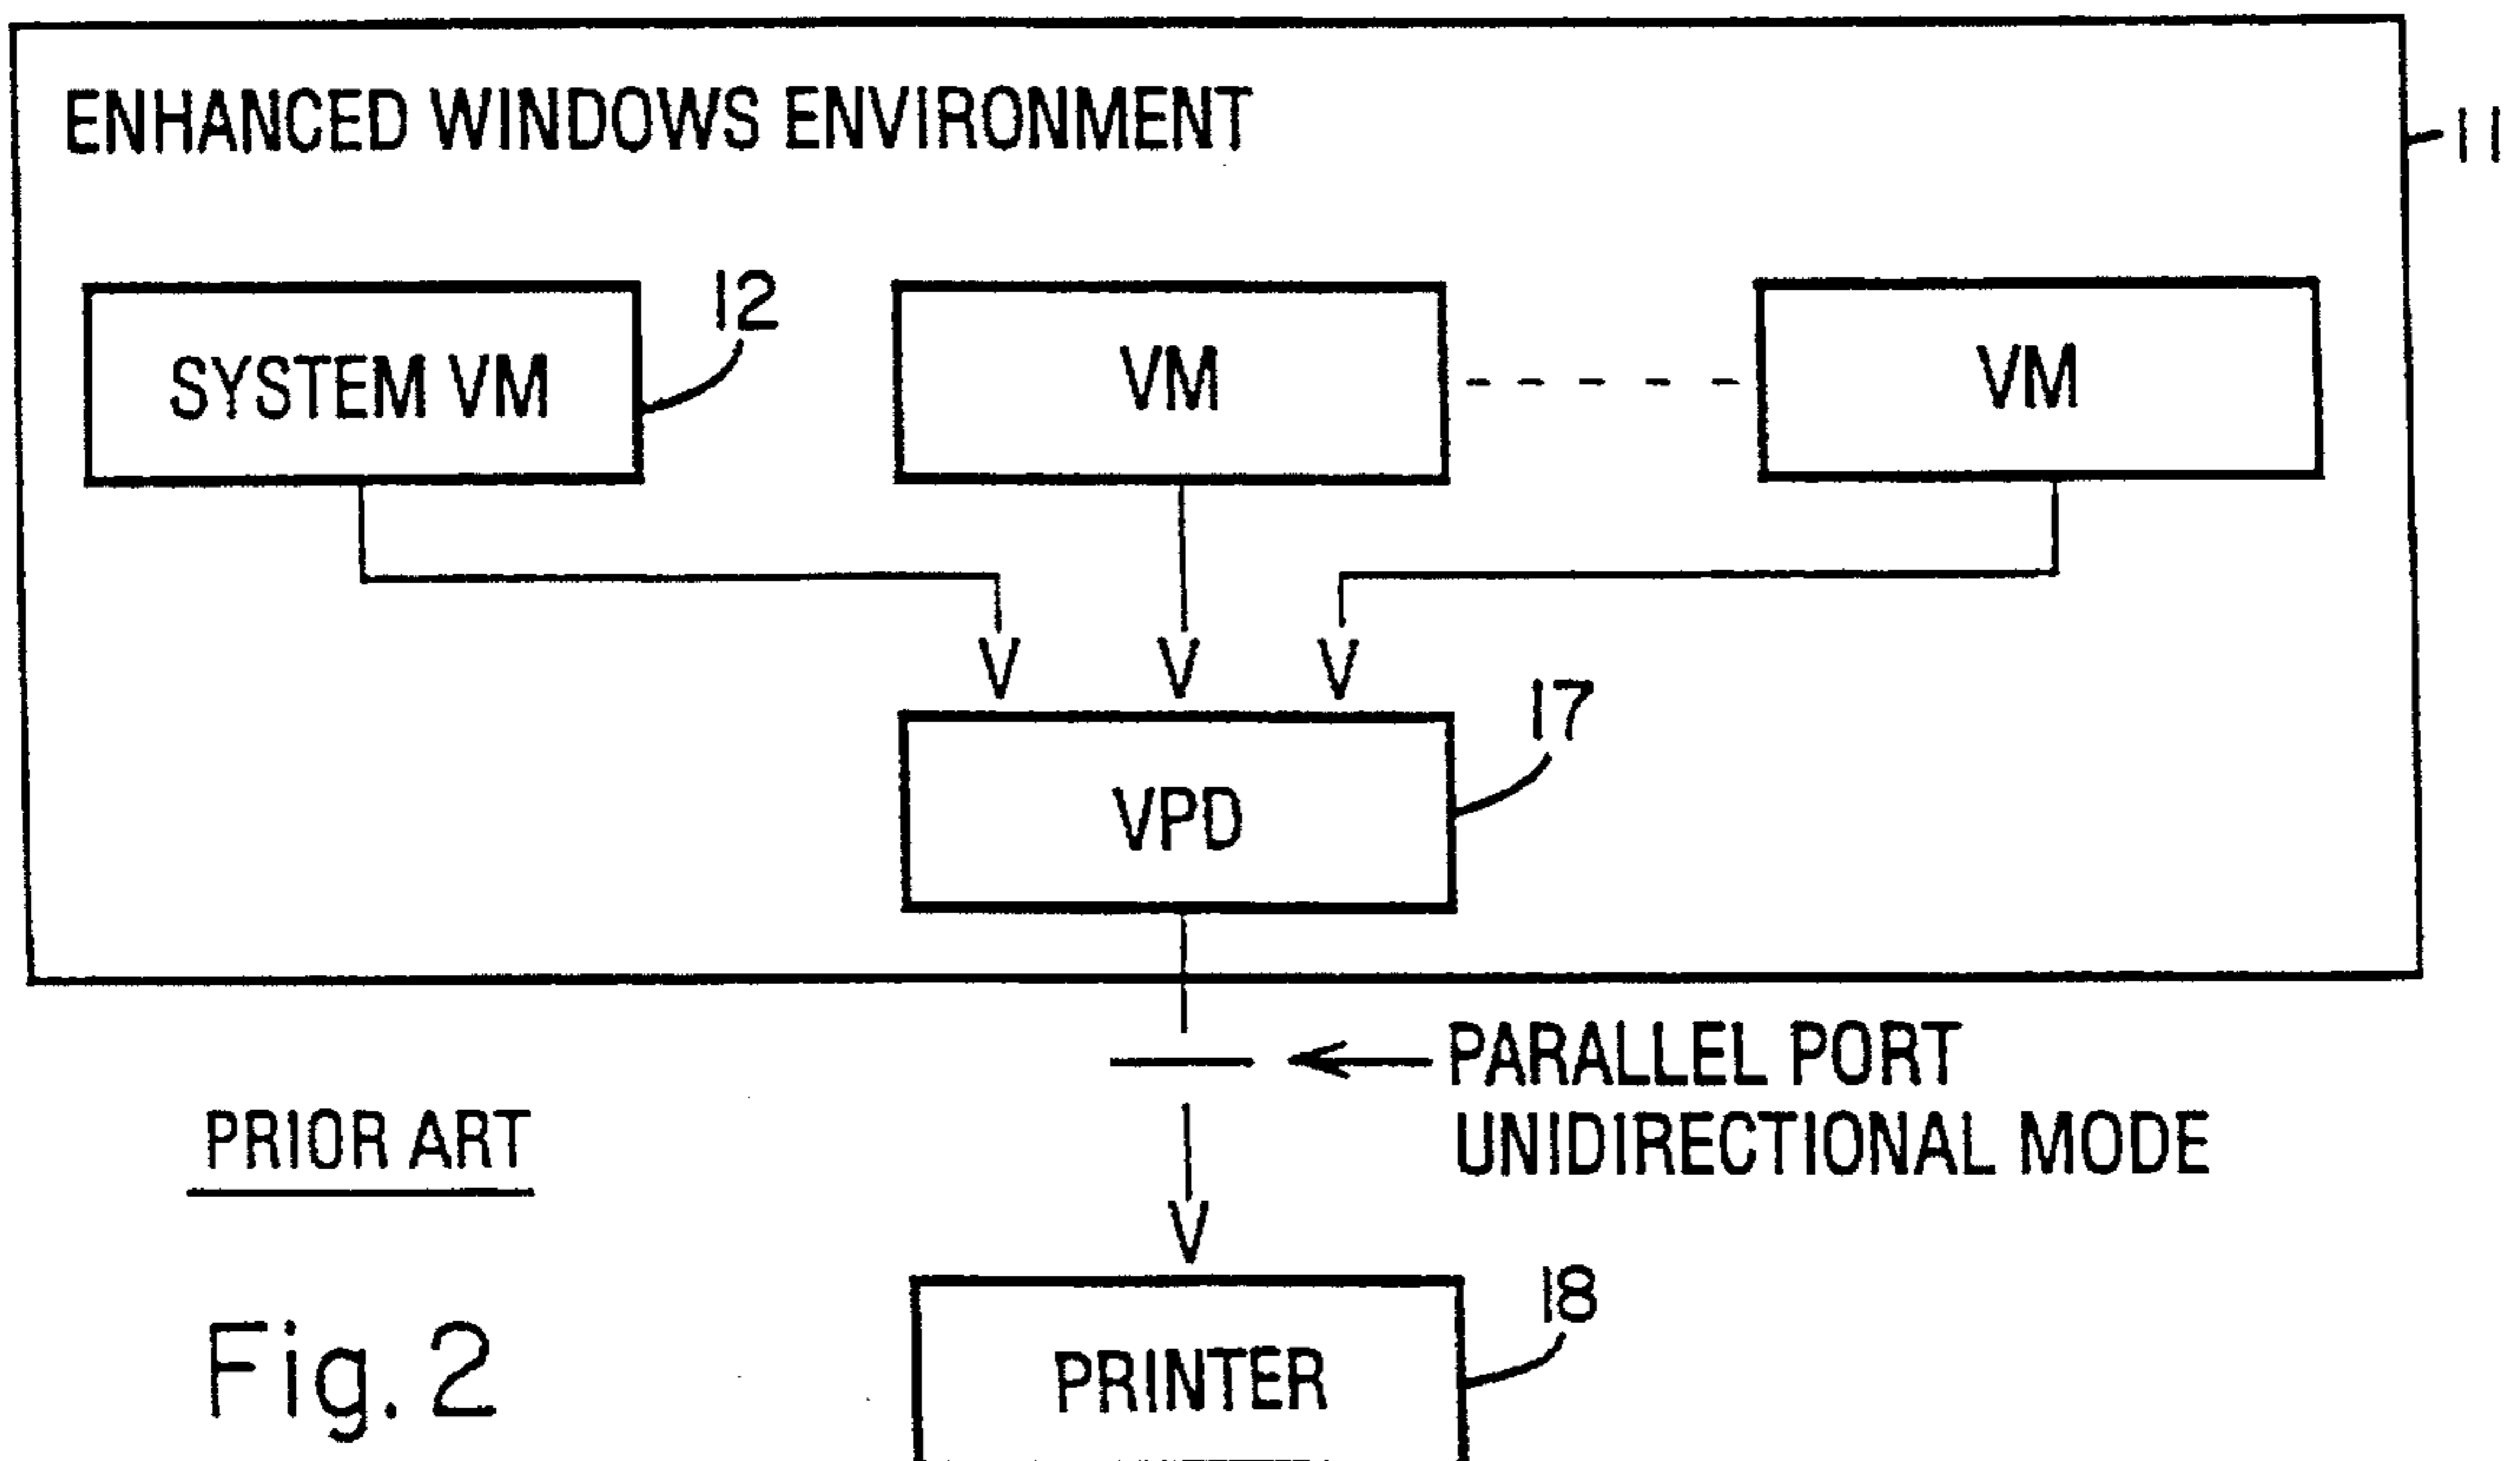 ENHANCED WINDOWS ENVIRONMENT
11
12
SYSTEM VM
VM
VM
17
VPD
PARALLEL PORT
UNIDIRECTIONAL MODE
PRIOR ART
18
PRINTER
Fig.2